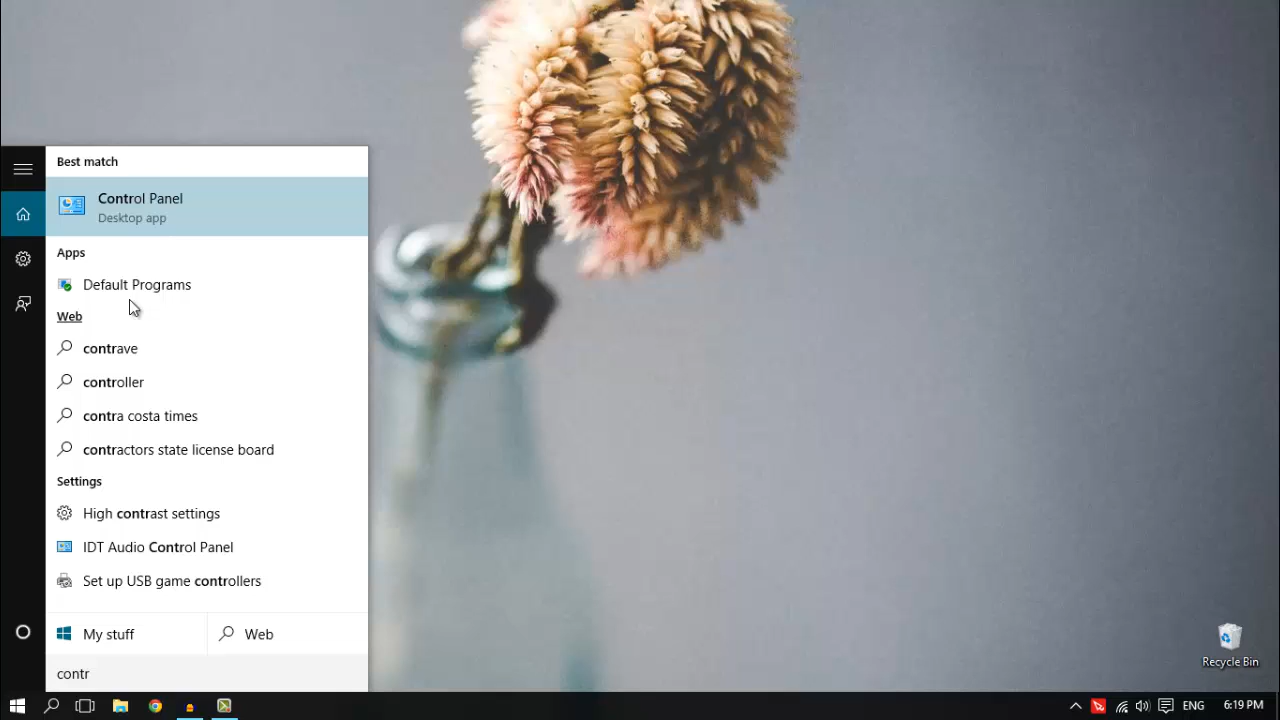 Best match
Control Panel
Desktop app
Apps
Default Programs
Web
contrave
controller
contra costa times
contractors state license board
Settings
High contrast settings
IDT Audio Control Panel
Set up USB game controllers
My stuff
Web
contr
Recycle Bin
ENG
6:19 PM